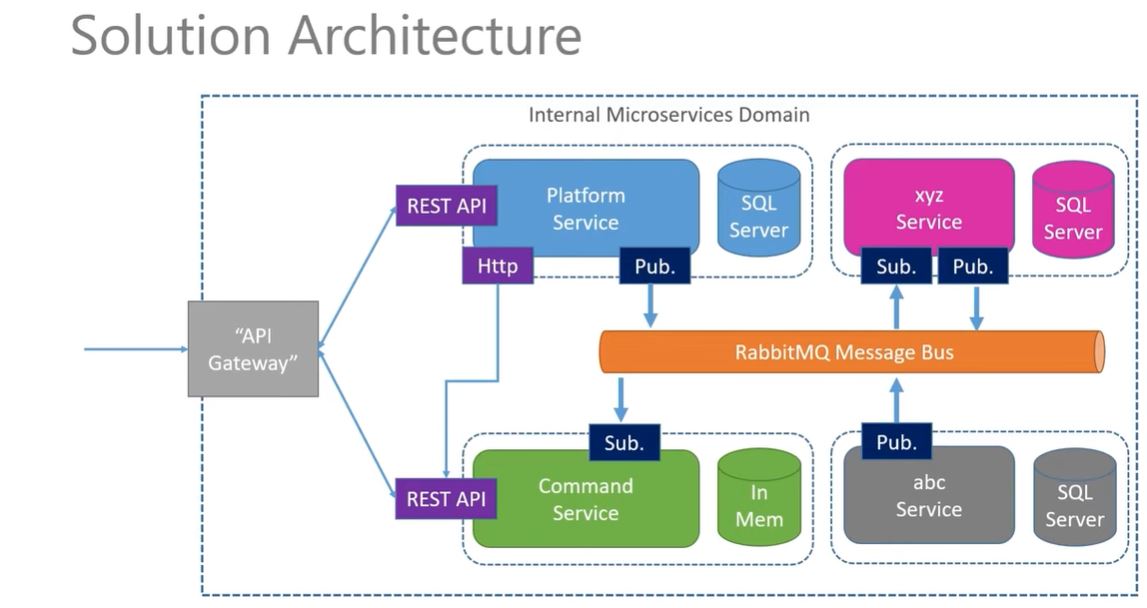 Solution Architecture
Internal Microservices Domain
REST API
Platform
Service
SQL
Server
Http
Pub.
xyz
Service
SQL
Server
Sub.
Pub.
“API
Gateway”
RabbitMQ Message Bus
Sub.
REST API
Command
Service
In
Mem
Pub.
abc
Service
SQL
Server